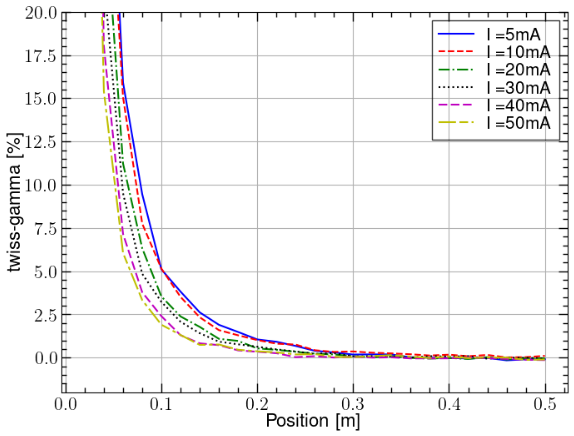 20.0
17.5
15.0
12.5
10.0
7.5
5.0
2.5
0.0
twiss-gamma [%]
I =5mA
I =10mA
I =20mA
I =30mA
I =40mA
I =50mA
0.0 0.1 0.2 0.3 0.4 0.5
Position [m]